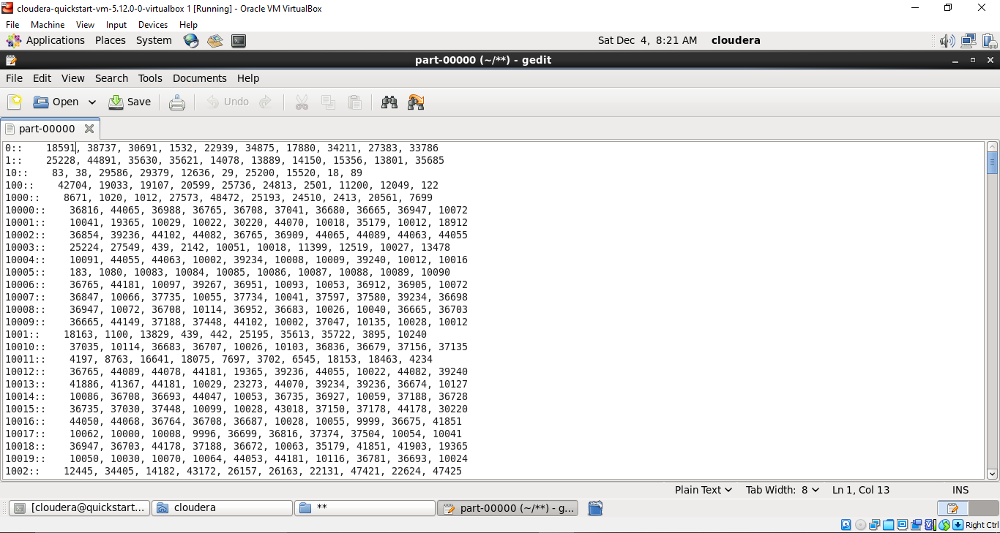 cloudera-quickstart-vm-5.12.0-0-virtualbox 1 [Running] - Oracle VM VirtualBox
File Machine View Input Devices Help
Applications Places System Sat Dec 4, 8:21 AM cloudera
part-00000 (~/**) - gedit
File Edit View Search Tools Documents Help
Open Save Undo
part-00000
0:: 18591, 38737, 30691, 1532, 22939, 34875, 17880, 34211, 27383, 33786
1:: 25228, 44891, 35630, 35621, 14078, 13889, 14150, 15356, 13801, 35685
10:: 83, 38, 29586, 29379, 12636, 29, 25200, 15520, 18, 89
100:: 42704, 19033, 19107, 20599, 25736, 24813, 2501, 11200, 12049, 122
1000:: 8671, 1020, 1012, 27573, 48472, 25193, 24510, 2413, 20561, 7699
10000:: 36816, 44065, 36988, 36765, 36708, 37041, 36680, 36665, 36947, 10072
10001:: 10041, 19365, 10029, 10022, 30220, 44070, 10018, 35179, 10012, 18912
10002:: 36854, 39236, 44102, 44082, 36765, 36909, 44065, 44089, 44063, 44055
10003:: 25224, 27549, 439, 2142, 10051, 10018, 11399, 12519, 10027, 13478
10004:: 10091, 44055, 44063, 10002, 39234, 10008, 10009, 39240, 10012, 10016
10005:: 183, 1080, 10083, 10084, 10085, 10086, 10087, 10088, 10089, 10090
10006:: 36765, 44181, 10097, 39267, 36951, 10093, 10053, 36912, 36905, 10072
10007:: 36847, 10066, 37735, 10055, 37734, 10041, 37597, 37580, 39234, 36698
10008:: 36947, 10072, 36708, 10114, 36952, 36683, 10026, 10040, 36665, 36703
10009:: 36665, 44149, 37188, 37448, 44102, 10002, 37047, 10135, 10028, 10012
1001:: 18163, 1100, 13829, 439, 442, 25195, 35613, 35722, 3895, 10240
10010:: 37035, 10114, 36683, 36707, 10026, 10103, 36836, 36679, 37156, 37135
10011:: 4197, 8763, 16641, 18075, 7697, 3702, 6545, 18153, 18463, 4234
10012:: 36765, 44089, 44078, 44181, 19365, 39236, 44055, 10022, 44082, 39240
10013:: 41886, 41367, 44181, 10029, 23273, 44070, 39234, 39236, 36674, 10127
10014:: 10086, 36708, 36693, 44047, 10053, 36735, 36927, 10059, 37188, 36728
10015:: 36735, 37030, 37448, 10099, 10028, 43018, 37150, 37178, 44178, 30220
10016:: 44050, 44068, 36764, 36708, 36687, 10028, 10055, 9999, 36675, 41851
10017:: 10062, 10000, 10008, 9996, 36699, 36816, 37374, 37504, 10054, 10041
10018:: 36947, 36703, 44178, 37188, 36672, 10063, 35179, 41851, 41903, 19365
10019:: 10050, 10030, 10070, 10064, 44053, 44181, 10116, 36781, 36693, 10024
1002:: 12445, 34405, 14182, 43172, 26157, 26163, 22131, 47421, 22624, 47425
Plain Text Tab Width: 8 Ln 1, Col 13 INS
[cloudera@quickstart... cloudera ** part-00000 (~/**) - g...
Right Ctrl